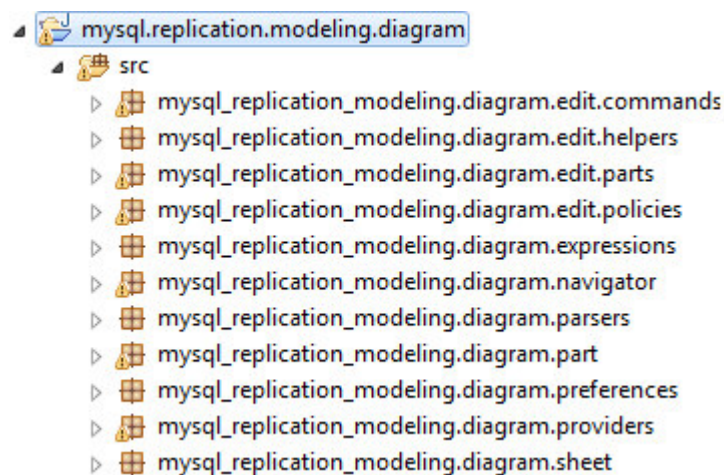 mysql.replication.modeling.diagram
src
mysql_replication_modeling.diagram.edit.commands
mysql_replication_modeling.diagram.edit.helpers
mysql_replication_modeling.diagram.edit.parts
mysql_replication_modeling.diagram.edit.policies
mysql_replication_modeling.diagram.expressions
mysql_replication_modeling.diagram.navigator
mysql_replication_modeling.diagram.parsers
mysql_replication_modeling.diagram.part
mysql_replication_modeling.diagram.preferences
mysql_replication_modeling.diagram.providers
mysql_replication_modeling.diagram.sheet